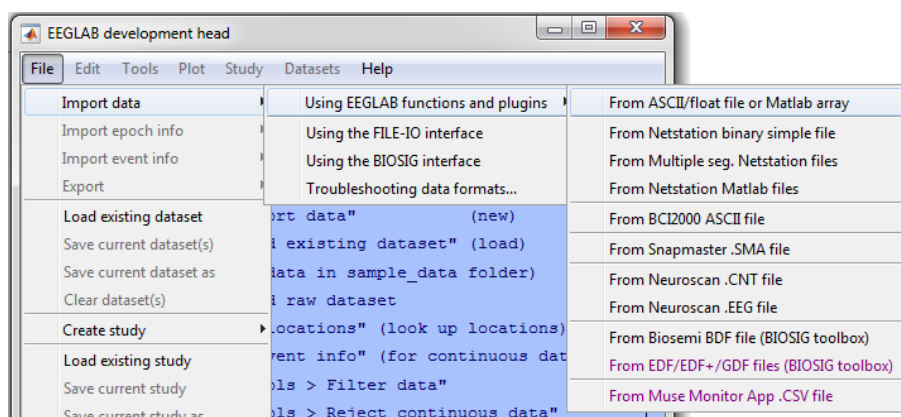 EEGLAB development head
File Edit Tools Plot Study Datasets Help
Import data
Import epoch info
Import event info
Export
Load existing dataset
Save current dataset(s)
Save current dataset as
Clear dataset(s)
Create study
Load existing study
Save current study
Save current study as
Using EEGLAB functions and plugins
Using the FILE-IO interface
Using the BIOSIG interface
Troubleshooting data formats...
From ASCII/float file or Matlab array
From Netstation binary simple file
From Multiple seg. Netstation files
From Netstation Matlab files
From BCI2000 ASCII file
From Snapmaster .SMA file
From Neuroscan .CNT file
From Neuroscan .EEG file
From Biosemi BDF file (BIOSIG toolbox)
From EDF/EDF+/GDF files (BIOSIG toolbox)
From Muse Monitor App .CSV file
data" (new)
existing dataset" (load)
data in sample_data folder)
raw dataset
locations" (look up locations)
info" (for continuous
> Filter data"
> Reject continuous data"